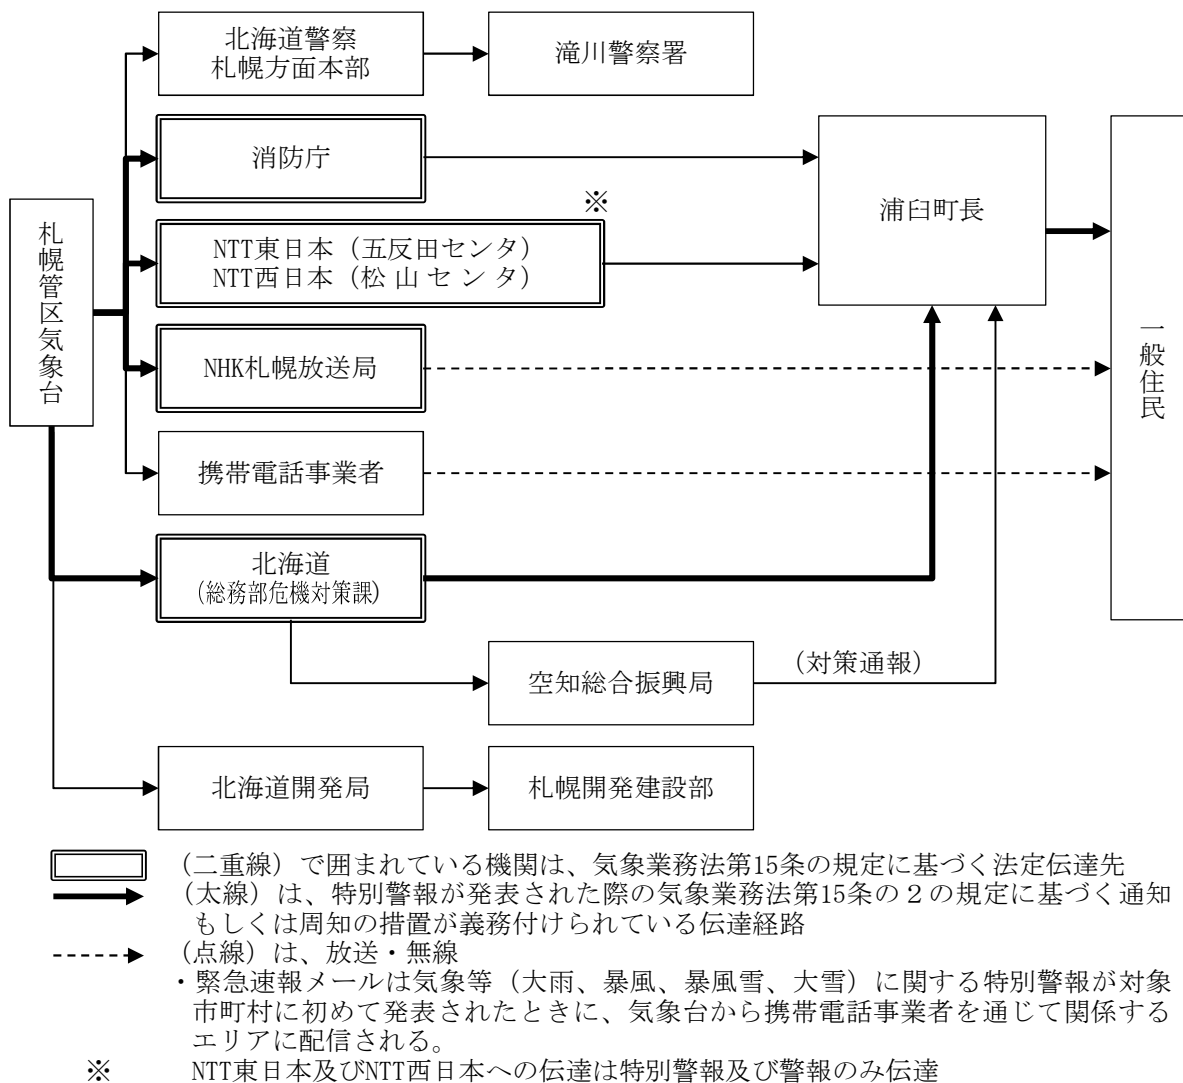 北海道警察
札幌方面本部
滝川警察署
消防庁
※
NTT東日本（五反田センタ）
NTT西日本（松 山 セ ン タ）
浦臼町長
札幌管区気象台
NHK札幌放送局
一般住民
携帯電話事業者
北海道
(総務部危機対策課)
空知総合振興局
（対策通報）
北海道開発局
札幌開発建設部
（二重線）で囲まれている機関は、気象業務法第15条の規定に基づく法定伝達先
（太線）は、特別警報が発表された際の気象業務法第15条の２の規定に基づく通知
もしくは周知の措置が義務付けられている伝達経路
（点線）は、放送・無線
・緊急速報メールは気象等（大雨、暴風、暴風雪、大雪）に関する特別警報が対象
市町村に初めて発表されたときに、気象台から携帯電話事業者を通じて関係する
エリアに配信される。
※ NTT東日本及びNTT西日本への伝達は特別警報及び警報のみ伝達